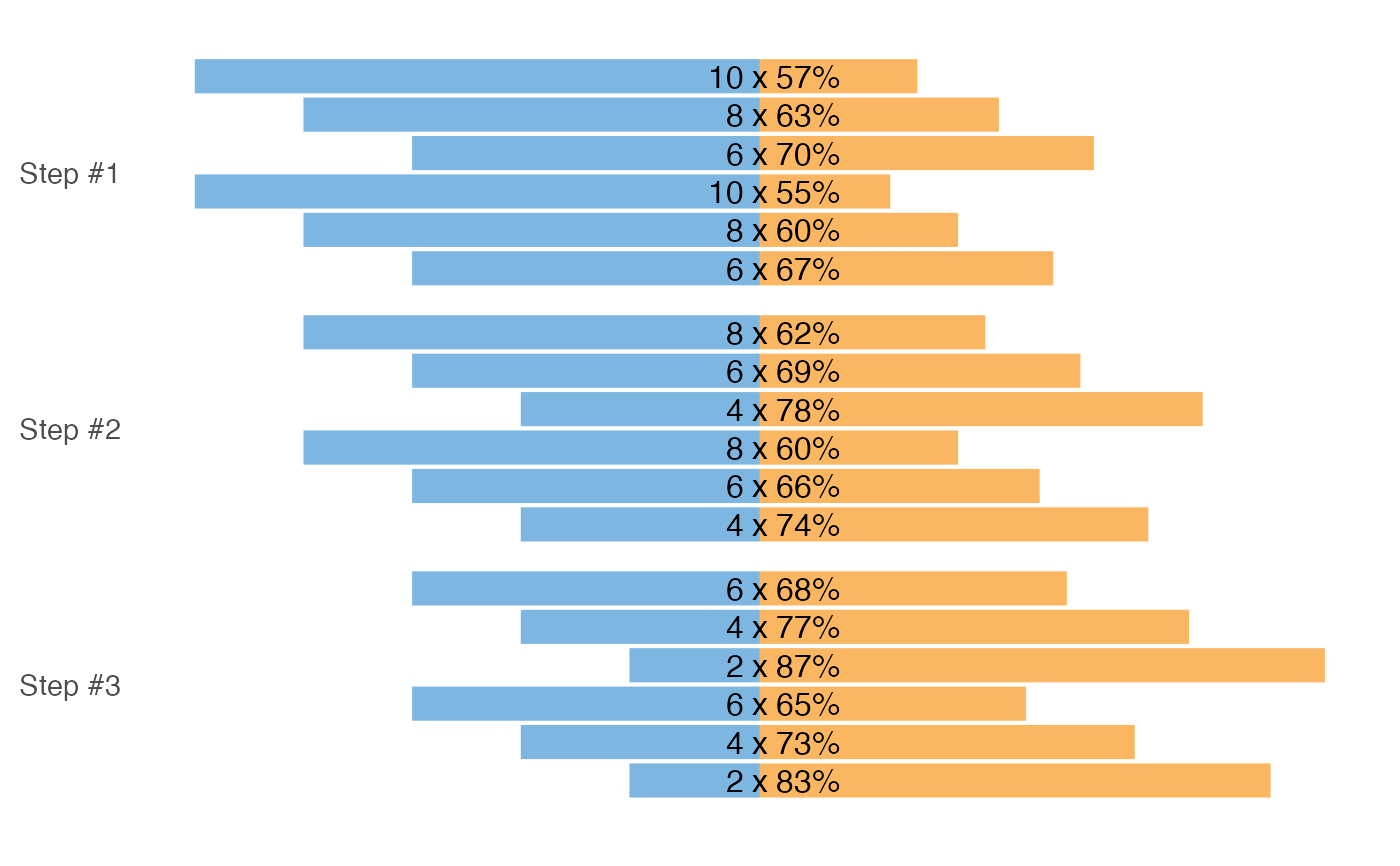 10 x 57%
8 x 63%
6 x 70%
Step #1
10 x 55%
8 x 60%
6 x 67%
8 x 62%
6 x 69%
4 x 78%
Step #2
8 x 60%
6 x 66%
4 x 74%
6 x 68%
4 x 77%
2 x 87%
Step #3
6 x 65%
4 x 73%
2 x 83%